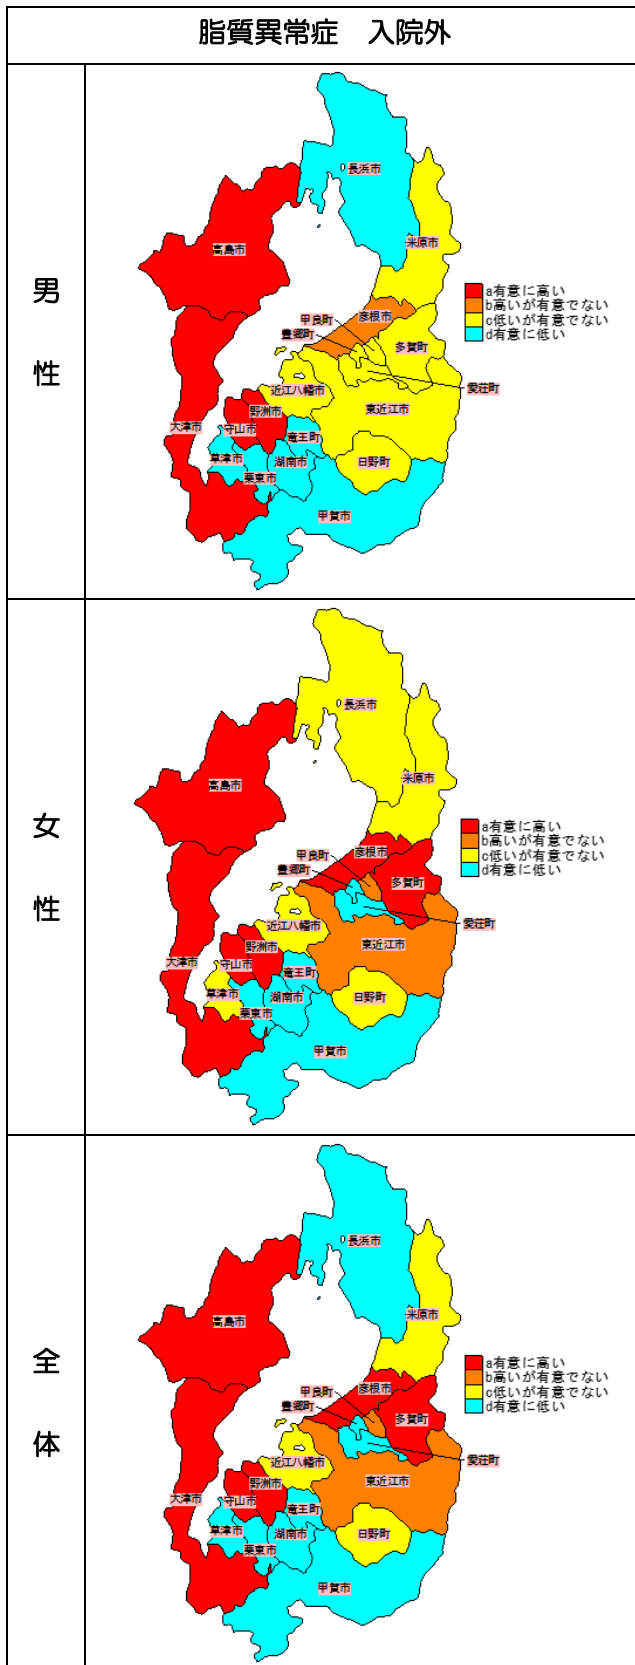 脂質異常症　入院外
男性
長浜市
米原市
高島市
a有意に高い
b高いが有意でない
c低いが有意でない
d有意に低い
彦根市
甲良町
豊郷町
多賀町
愛荘町
近江八幡市
東近江市
野洲市
大津市
守山市
竜王町
草津市
湖南市
日野町
栗東市
甲賀市
女性
長浜市
米原市
高島市
a有意に高い
b高いが有意でない
c低いが有意でない
d有意に低い
彦根市
甲良町
豊郷町
多賀町
愛荘町
近江八幡市
東近江市
野洲市
大津市
守山市
竜王町
草津市
湖南市
日野町
栗東市
甲賀市
全体
長浜市
米原市
高島市
a有意に高い
b高いが有意でない
c低いが有意でない
d有意に低い
彦根市
甲良町
豊郷町
多賀町
愛荘町
近江八幡市
東近江市
野洲市
大津市
守山市
竜王町
草津市
湖南市
日野町
栗東市
甲賀市